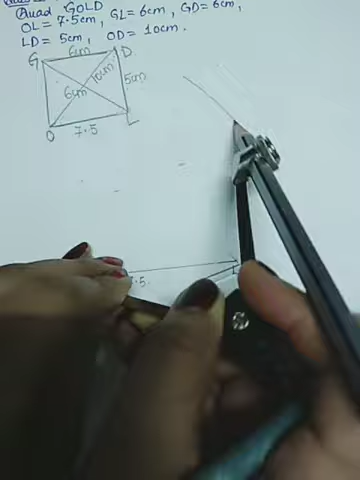 Quad GOLD
OL = 7.5cm, GL = 6cm, GD = 6cm,
LD = 5cm, OD = 10cm.
6cm
G D
10cm
6cm 5cm
O L
7.5
7.5.